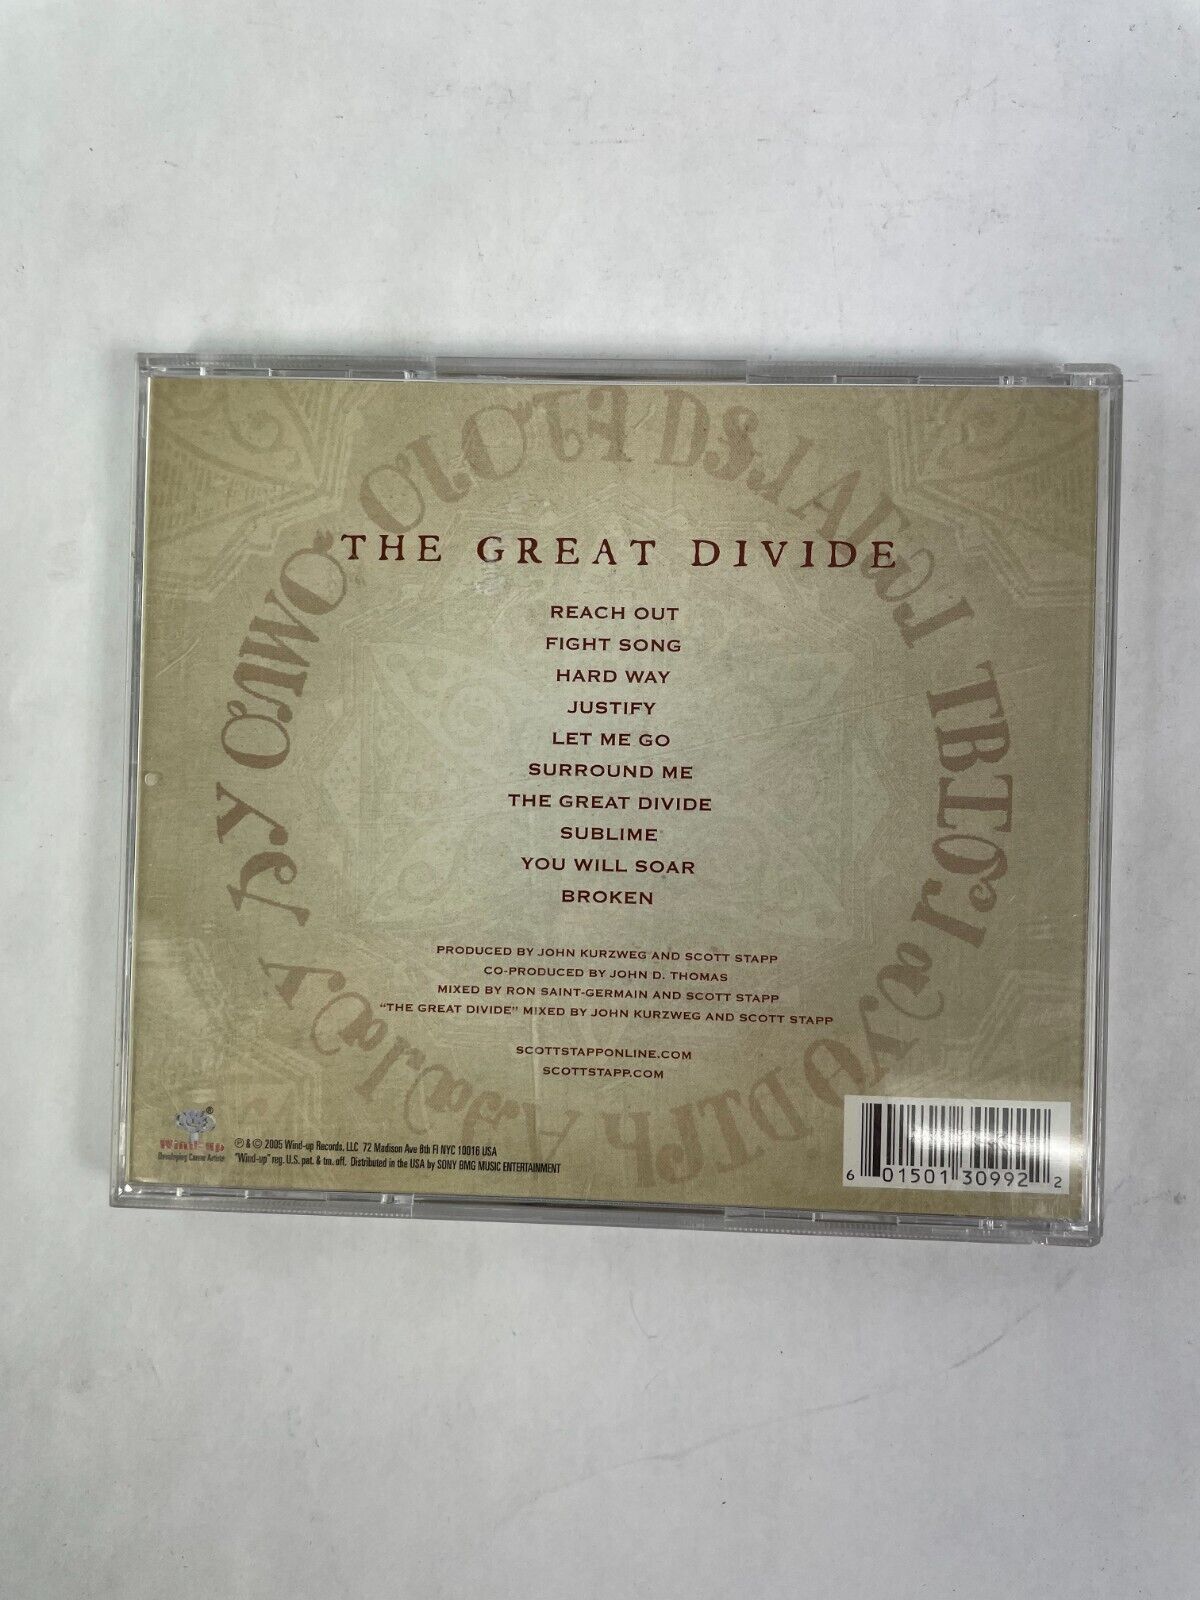 THE GREAT DIVIDE
REACH OUT
FIGHT SONG
HARD WAY
JUSTIFY
LET ME GO
SURROUND ME
THE GREAT DIVIDE
SUBLIME
YOU WILL SOAR
BROKEN
PRODUCED BY JOHN KURZWEG AND SCOTT STAPP
CO-PRODUCED BY JOHN D. THOMAS
MIXED BY RON SAINT-GERMAIN AND SCOTT STAPP
"THE GREAT DIVIDE" MIXED BY JOHN KURZWEG AND SCOTT STAPP
SCOTTSTAPPONLINE.COM
SCOTTSTAPP.COM
®
Wind-up
Developing Career Artists
℗ & © 2005 Wind-up Records, LLC 72 Madison Ave 8th Fl NYC 10016 USA
"Wind-up" reg. U.S. pat. & tm. off. Distributed in the USA by SONY BMG MUSIC ENTERTAINMENT
6 01501 30992 2